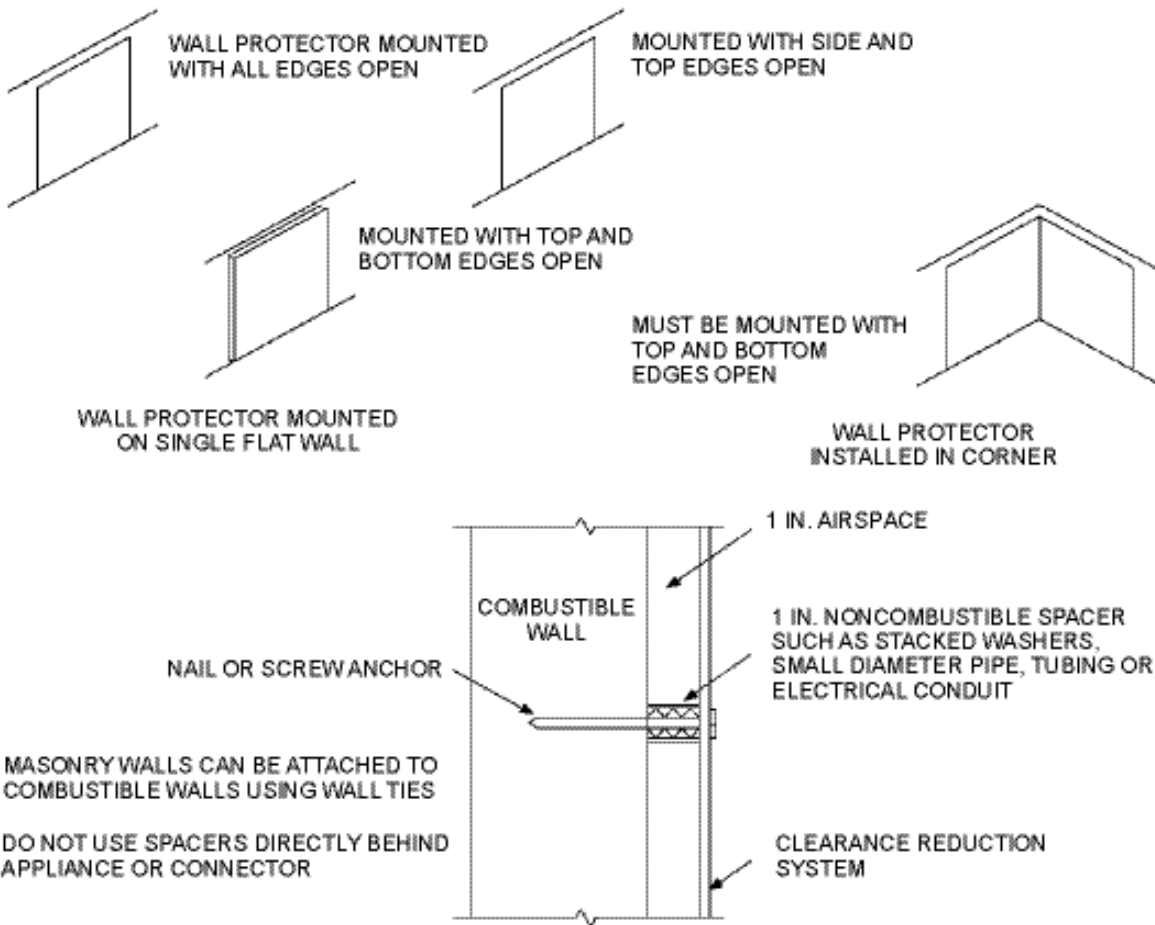 WALL PROTECTOR MOUNTED
WITH ALL EDGES OPEN
MOUNTED WITH SIDE AND
TOP EDGES OPEN
MOUNTED WITH TOP AND
BOTTOM EDGES OPEN
MUST BE MOUNTED WITH
TOP AND BOTTOM
EDGES OPEN
WALL PROTECTOR MOUNTED
ON SINGLE FLAT WALL
WALL PROTECTOR
INSTALLED IN CORNER
1 IN. AIRSPACE
COMBUSTIBLE
WALL
1 IN. NONCOMBUSTIBLE SPACER
SUCH AS STACKED WASHERS,
SMALL DIAMETER PIPE, TUBING OR
ELECTRICAL CONDUIT
NAIL OR SCREW ANCHOR
MASONRY WALLS CAN BE ATTACHED TO
COMBUSTIBLE WALLS USING WALL TIES
DO NOT USE SPACERS DIRECTLY BEHIND
APPLIANCE OR CONNECTOR
CLEARANCE REDUCTION
SYSTEM